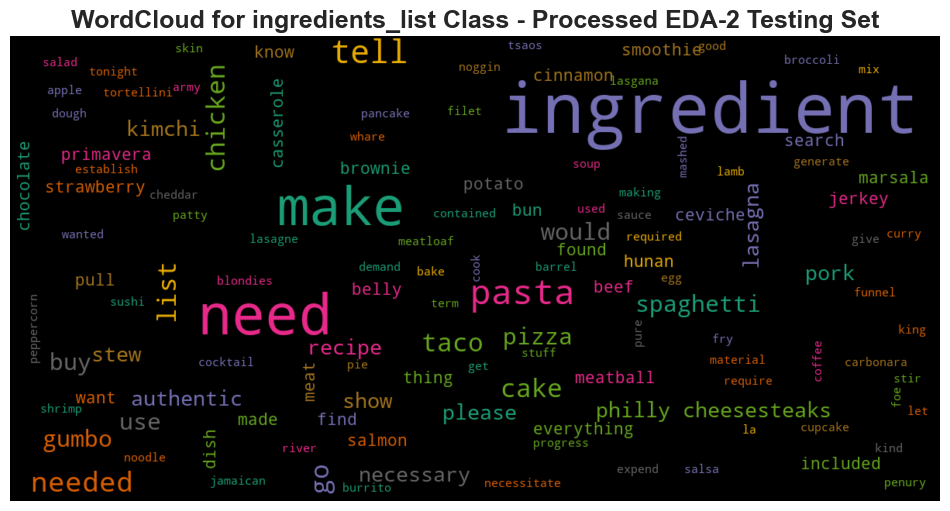 WordCloud for ingredients_list Class - Processed EDA-2 Testing Set
skin know tell tsaos smoothie good
salad tonight noggin cinnamon broccoli mix
apple tortellini army chicken casserole lasgana ingredient
dough kimchi pancake filet
chocolate primavera whare mashed search generate
establish brownie soup lamb
strawberry cheddar potato marsala
make bun making used lasagna jerkey
patty contained sauce ceviche
wanted lasagne meatloaf would required give curry
found
list pull blondies demand cook barrel hunan egg pork
sushi belly bake pasta beef funnel
peppercorn need term spaghetti
taco pizza pure fry king
buy stew cocktail recipe stuff material coffee carbonara
meat pie get
thing meatball require stir
want authentic show cake foe
shrimp made find please philly cheesesteaks let
use everything la cupcake
gumbo dish salmon progress
noodle river kind
go necessary expend salsa included
needed jamaican burrito necessitate penury